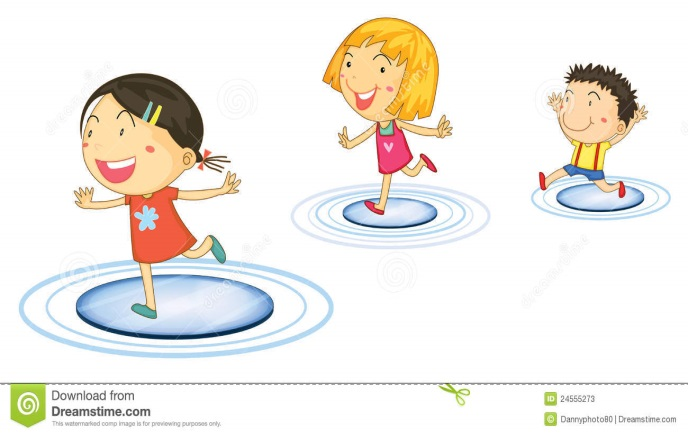 Download from
Dreamstime.com
This watermarked comp image is for previewing purposes only.
ID 24555273
© Dannyphoto80 | Dreamstime.com